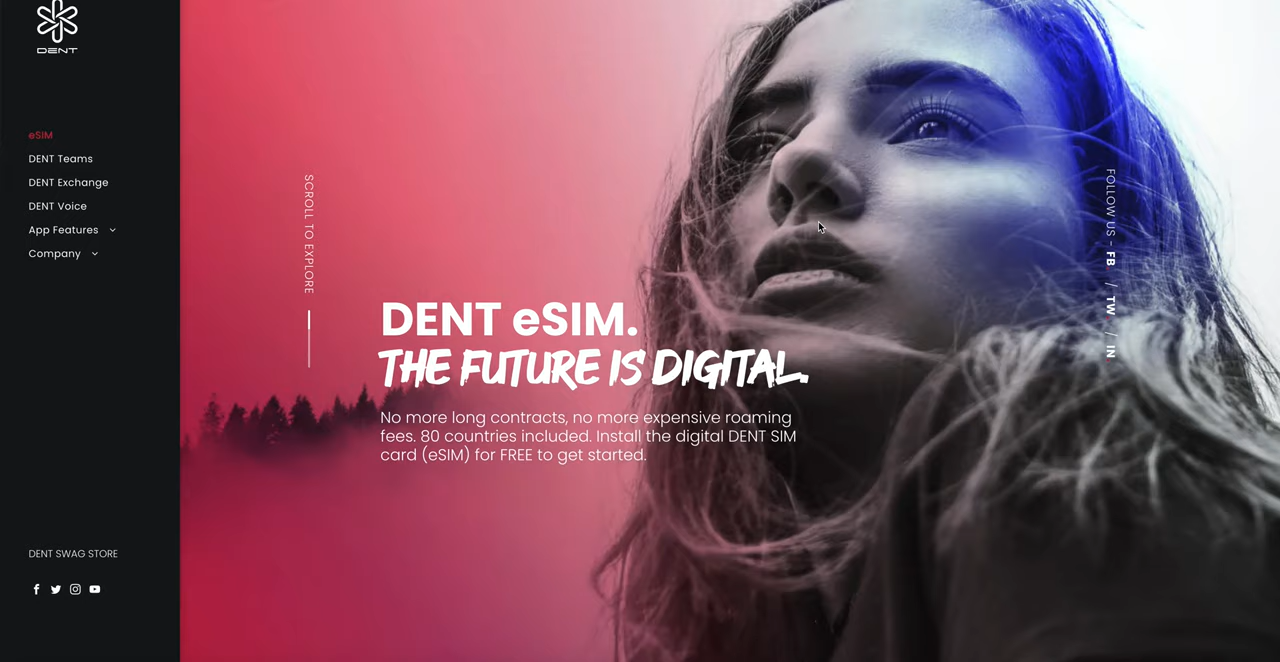 DENT
eSIM
DENT Teams
DENT Exchange
DENT Voice
App Features
Company
DENT SWAG STORE
SCROLL TO EXPLORE
DENT eSIM.
THE FUTURE IS DIGITAL.
No more long contracts, no more expensive roaming
fees. 80 countries included. Install the digital DENT SIM
card (eSIM) for FREE to get started.
FOLLOW US – FB / TW / IN